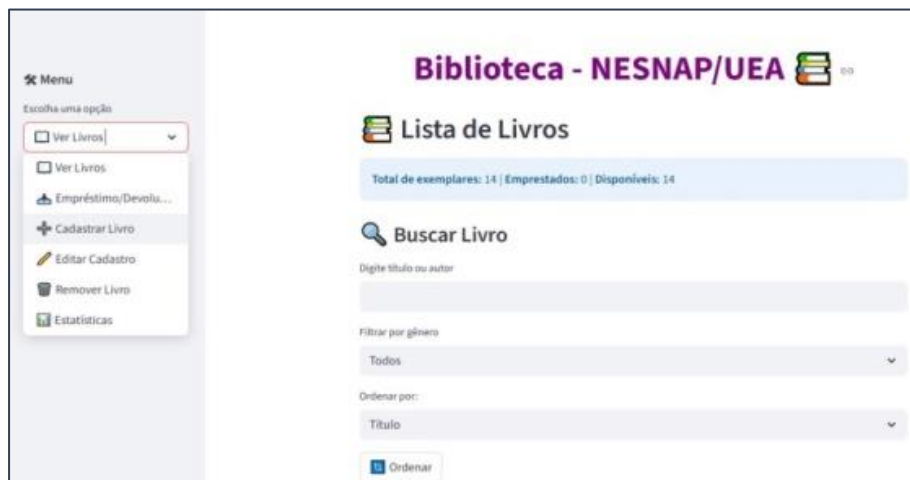 Menu
Escolha uma opção
Ver Livros
Ver Livros
Empréstimo/Devolu...
Cadastrar Livro
Editar Cadastro
Remover Livro
Estatísticas
Biblioteca - NESNAP/UEA
Lista de Livros
Total de exemplares: 14 | Emprestados: 0 | Disponíveis: 14
Buscar Livro
Digite título ou autor
Filtrar por gênero
Todos
Ordenar por:
Título
Ordenar